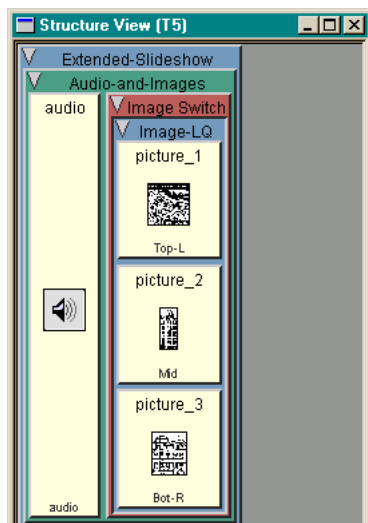 Structure View (T5)
Extended-Slideshow
Audio-and-Images
audio
Image Switch
Image-LQ
picture_1
Top-L
picture_2
Mid
picture_3
Bot-R
audio